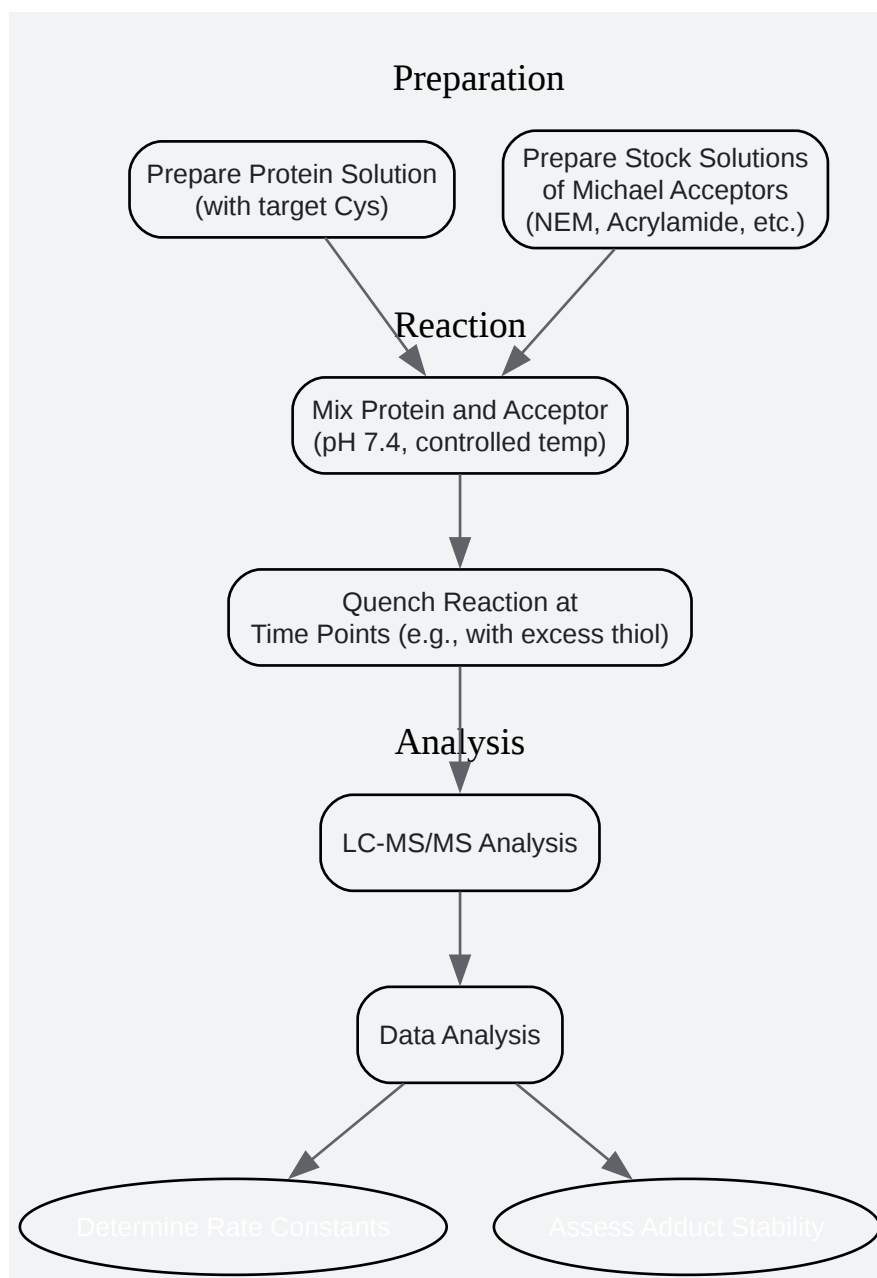 Preparation
Prepare Protein Solution
(with target Cys)
Prepare Stock Solutions
of Michael Acceptors
(NEM, Acrylamide, etc.)
Reaction
Mix Protein and Acceptor
(pH 7.4, controlled temp)
Quench Reaction at
Time Points (e.g., with excess thiol)
Analysis
LC-MS/MS Analysis
Data Analysis
Determine Rate Constants
Assess Adduct Stability